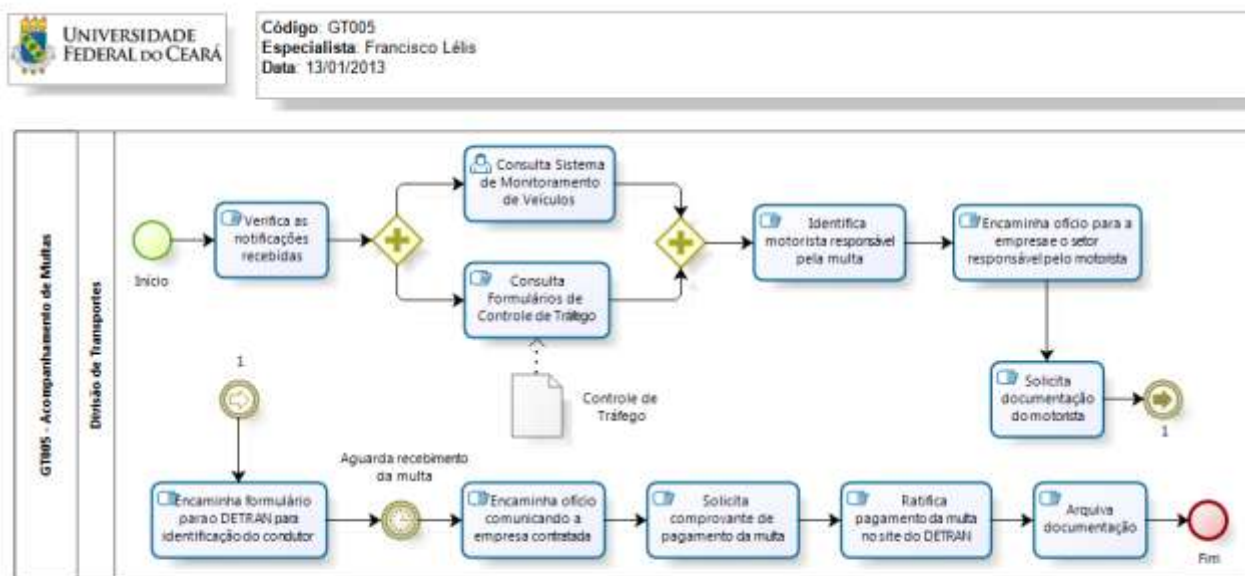 UNIVERSIDADE
FEDERAL DO CEARÁ
Código: GT005
Especialista: Francisco Lélis
Data: 13/01/2013
GT005 - Acompanhamento de Multas
Divisão de Transportes
Início
Verifica as
notificações
recebidas
Consulta Sistema
de Monitoramento
de Veículos
Consulta
Formulários de
Controle de Tráfego
Controle de
Tráfego
Identifica
motorista responsável
pela multa
Encaminha ofício para a
empresa e o setor
responsável pelo motorista
Solicita
documentação
do motorista
1
1
Encaminha formulário
para o DETRAN para
identificação do condutor
Aguarda recebimento
da multa
Encaminha ofício
comunicando a
empresa contratada
Solicita
comprovante de
pagamento da multa
Ratifica
pagamento da multa
no site do DETRAN
Arquiva
documentação
Fim